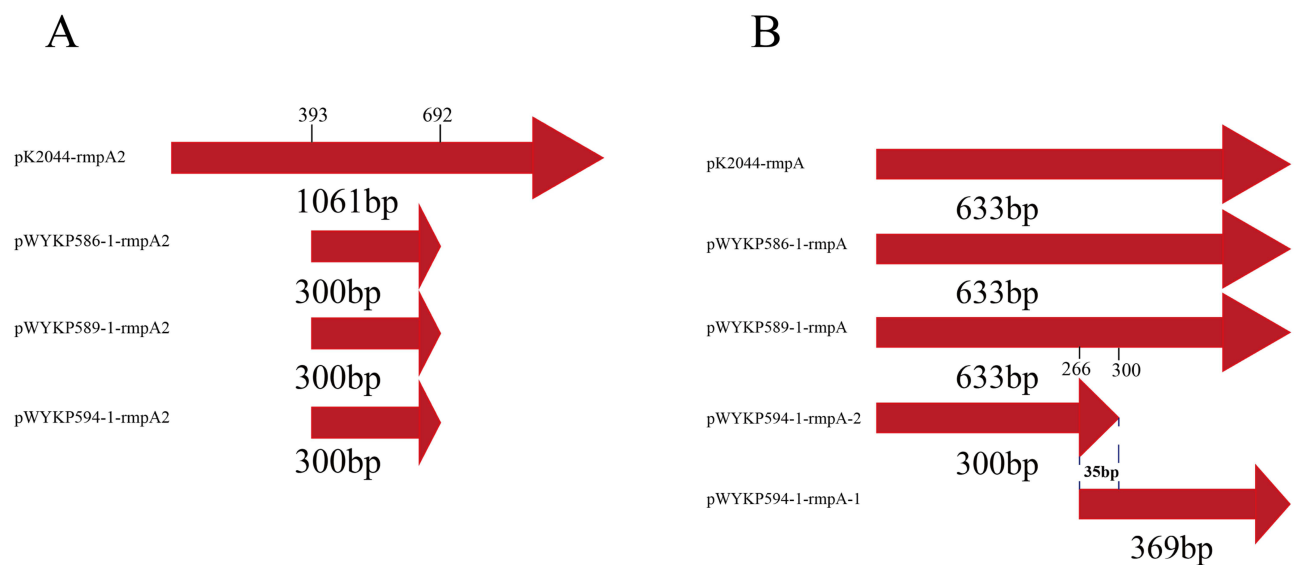 A
393 692
pK2044-rmpA2
1061bp
pWYKP586-1-rmpA2
300bp
pWYKP589-1-rmpA2
300bp
pWYKP594-1-rmpA2
300bp
B
pK2044-rmpA
633bp
pWYKP586-1-rmpA
633bp
pWYKP589-1-rmpA
266 300
633bp
pWYKP594-1-rmpA-2
300bp
35bp
pWYKP594-1-rmpA-1
369bp